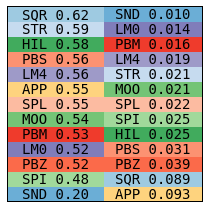 SQR 0.62 SND 0.010
STR 0.59 LM0 0.014
HIL 0.58 PBM 0.016
PBS 0.56 LM4 0.019
LM4 0.56 STR 0.021
APP 0.55 MOO 0.021
SPL 0.55 SPL 0.022
MOO 0.54 SPI 0.025
PBM 0.53 HIL 0.025
LM0 0.52 PBS 0.031
PBZ 0.52 PBZ 0.039
SPI 0.48 SQR 0.089
SND 0.20 APP 0.093